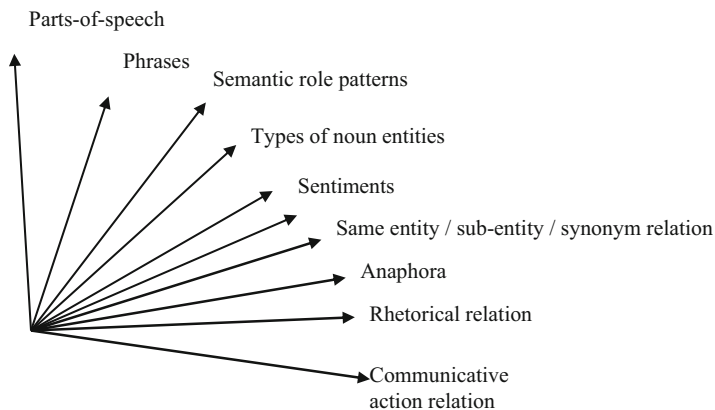 Parts-of-speech
Phrases
Semantic role patterns
Types of noun entities
Sentiments
Same entity / sub-entity / synonym relation
Anaphora
Rhetorical relation
Communicative
action relation